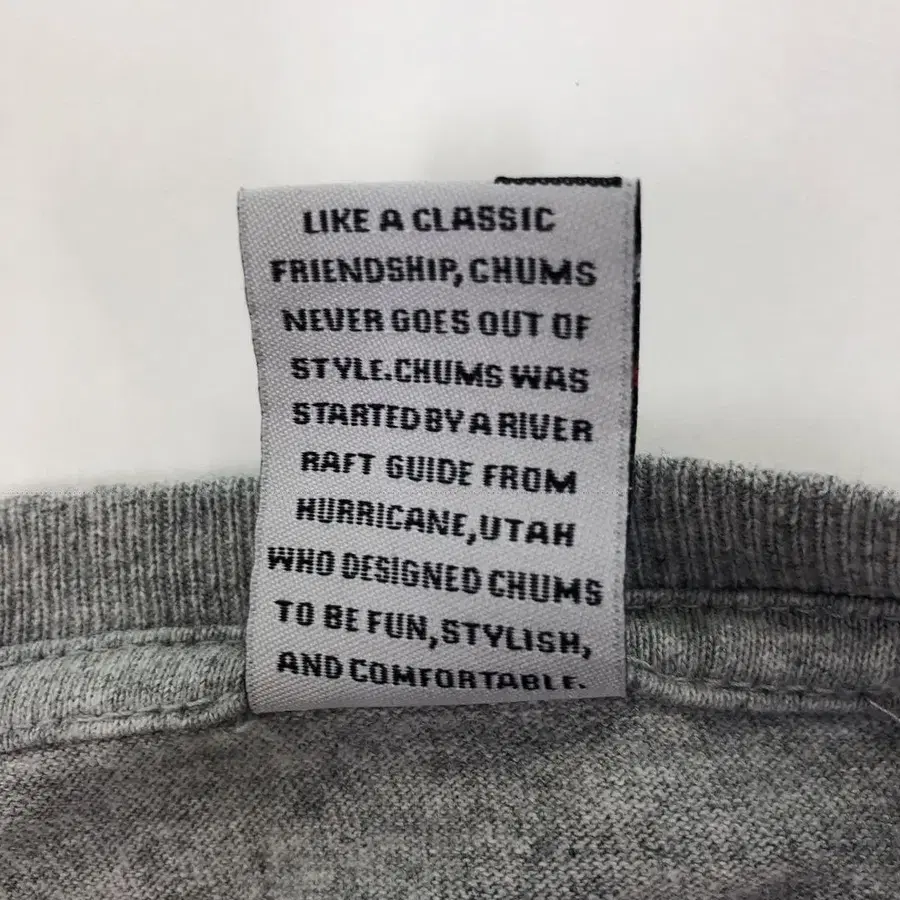 LIKE A CLASSIC
FRIENDSHIP, CHUMS
NEVER GOES OUT OF
STYLE.CHUMS WAS
STARTED BY A RIVER
RAFT GUIDE FROM
HURRICANE,UTAH
WHO DESIGNED CHUMS
TO BE FUN,STYLISH,
AND COMFORTABLE.